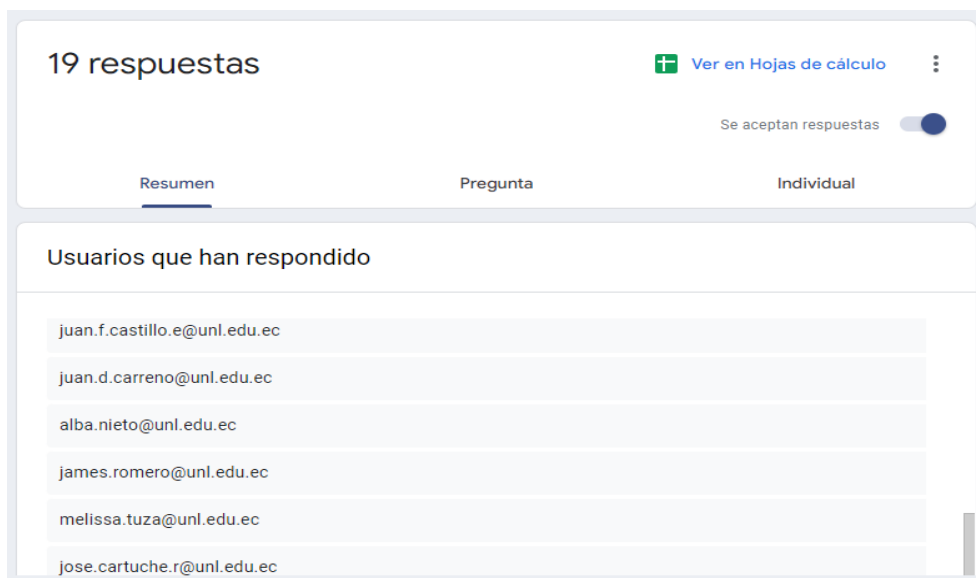 19 respuestas
Ver en Hojas de cálculo
Se aceptan respuestas
Resumen Pregunta Individual
Usuarios que han respondido
juan.f.castillo.e@unl.edu.ec
juan.d.carreno@unl.edu.ec
alba.nieto@unl.edu.ec
james.romero@unl.edu.ec
melissa.tuza@unl.edu.ec
jose.cartuche.r@unl.edu.ec